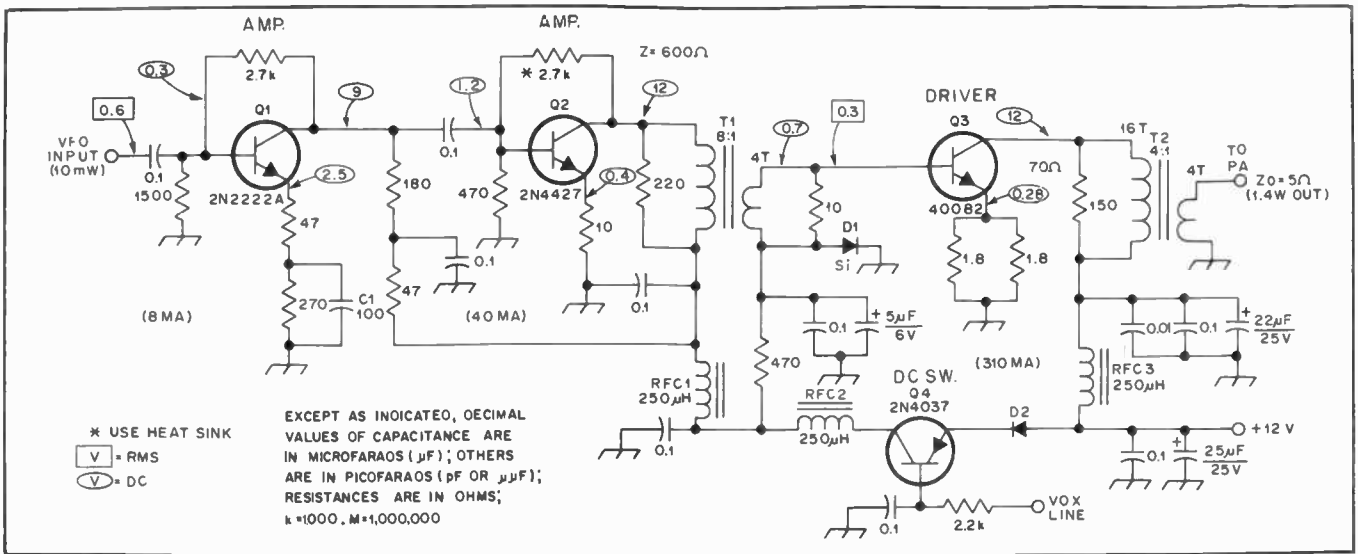 AMP.
AMP.
DRIVER
0.3
2.7k
0.6
VFO
INPUT
(10mW)
0.1
1500
Q1
2N2222A
2.5
47
270
C1
100
(8 MA)
9
180
0.1
47
0.1
1.2
* 2.7k
Z= 600Ω
Q2
2N4427
470
0.4
10
12
220
0.1
(40 MA)
T1
8:1
4T
0.7
0.3
10
D1
Si
Q3
40082
0.28
1.8
1.8
12
70Ω
150
16T
T2
4:1
4T
TO
PA
Zo=5Ω
(1.4W OUT)
0.1
5µF
6V
470
(310 MA)
0.01
0.1
22µF
25V
RFC1
250µH
RFC2
250µH
RFC3
250µH
DC SW.
Q4
2N4037
D2
+12 V
0.1
25µF
25V
0.1
0.1
2.2k
VOX
LINE
* USE HEAT SINK
V = RMS
V = DC
EXCEPT AS INDICATED, DECIMAL
VALUES OF CAPACITANCE ARE
IN MICROFARAOS (µF); OTHERS
ARE IN PICOFARAOS (pF OR µµF);
RESISTANCES ARE IN OHMS;
k =1000, M=1,000,000